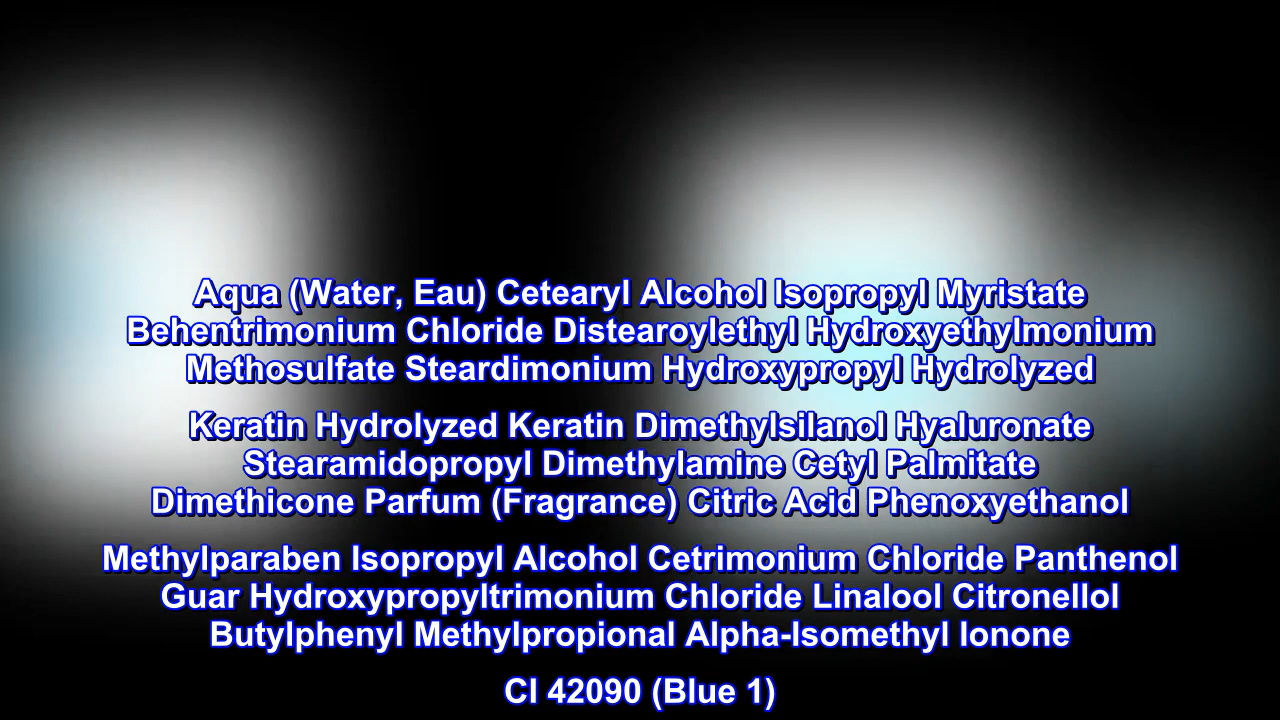 Aqua (Water, Eau) Cetearyl Alcohol Isopropyl Myristate
Behentrimonium Chloride Distearoylethyl Hydroxyethylmonium
Methosulfate Steardimonium Hydroxypropyl Hydrolyzed
Keratin Hydrolyzed Keratin Dimethylsilanol Hyaluronate
Stearamidopropyl Dimethylamine Cetyl Palmitate
Dimethicone Parfum (Fragrance) Citric Acid Phenoxyethanol
Methylparaben Isopropyl Alcohol Cetrimonium Chloride Panthenol
Guar Hydroxypropyltrimonium Chloride Linalool Citronellol
Butylphenyl Methylpropional Alpha-Isomethyl Ionone
CI 42090 (Blue 1)